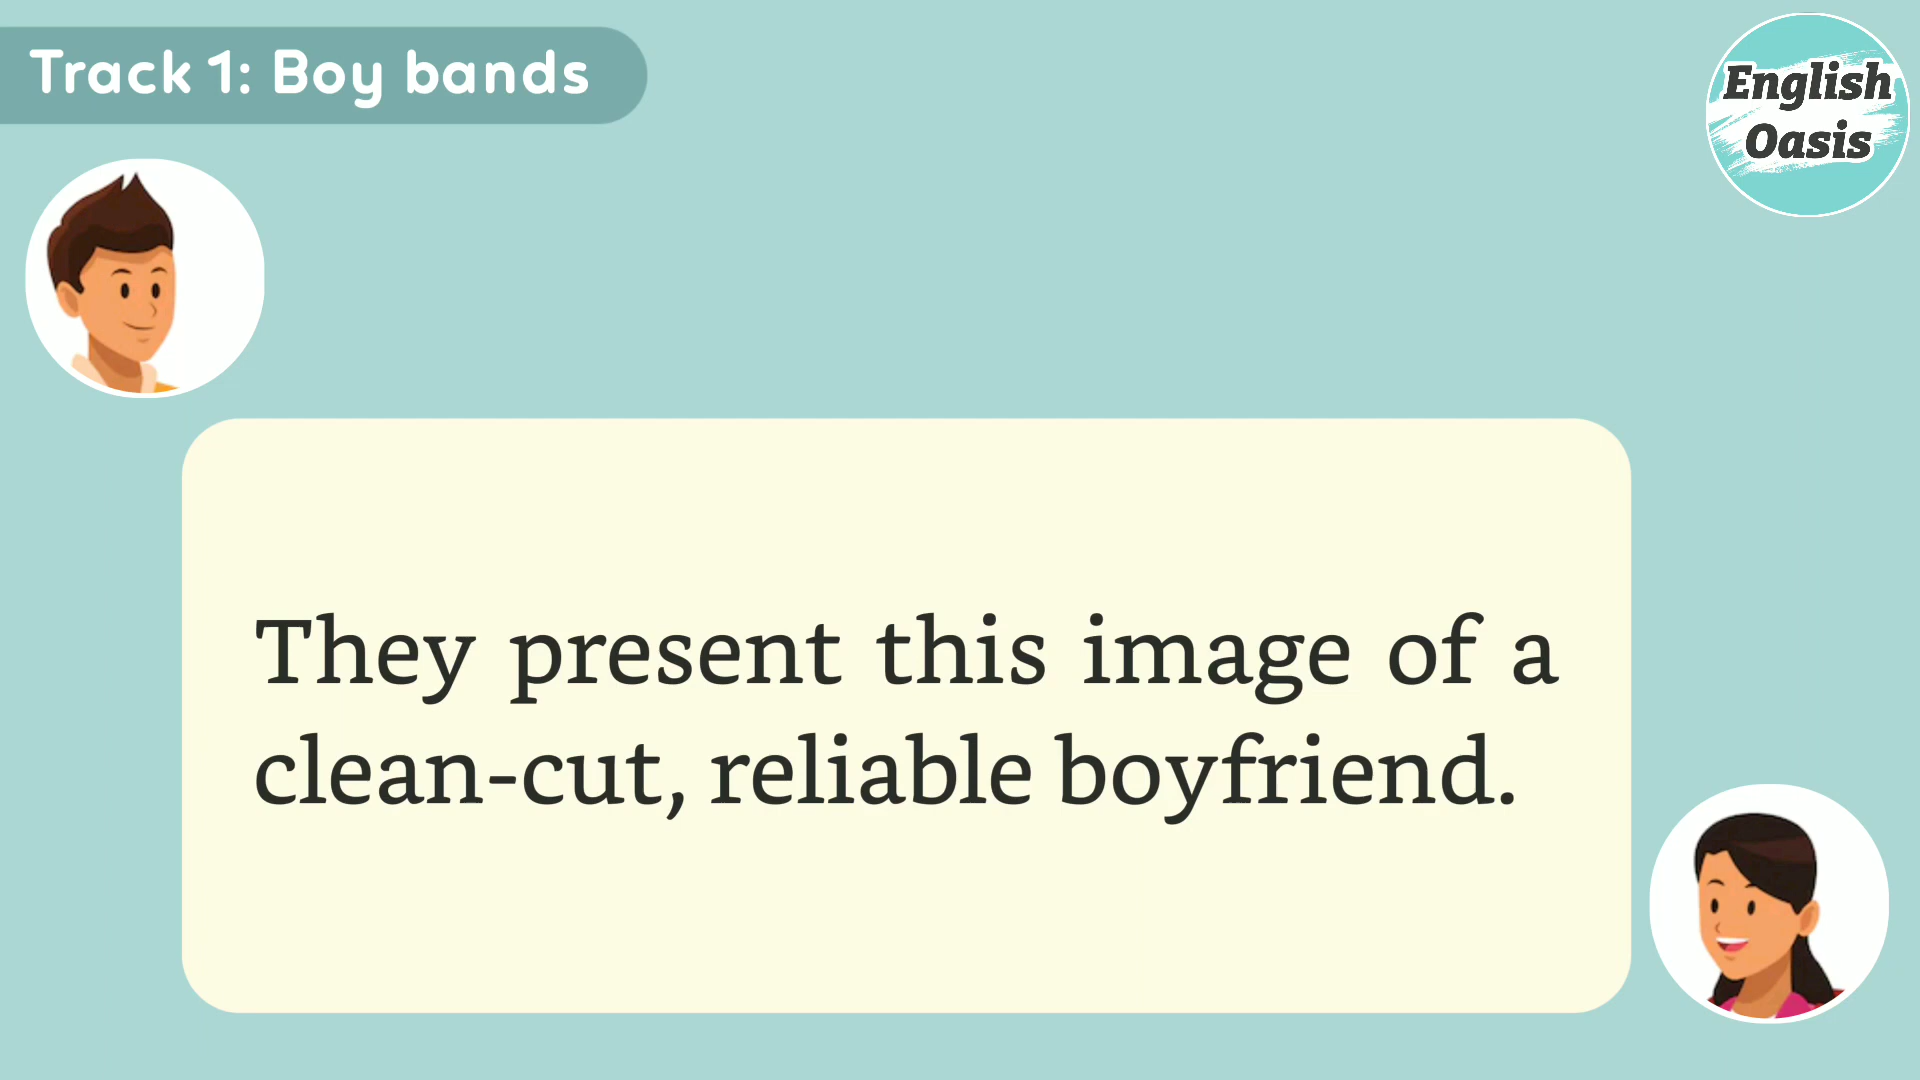 Track 1: Boy bands
English
Oasis
They present this image of a
clean-cut, reliable boyfriend.